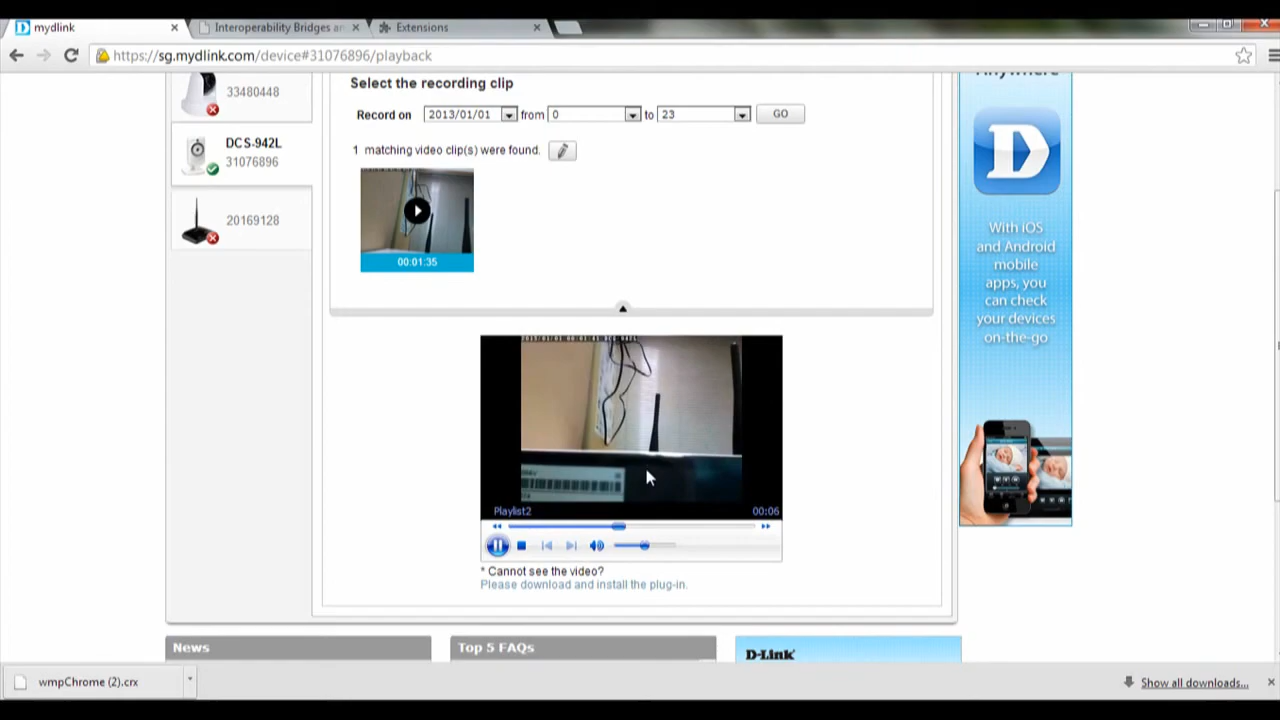 mydlink
Interoperability Bridges an
Extensions
https://sg.mydlink.com/device#31076896/playback
33480448
DCS-942L
31076896
20169128
Select the recording clip
Record on 2013/01/01 from 0 to 23 GO
1 matching video clip(s) were found.
00:01:35
Playlist2 00:06
* Cannot see the video?
Please download and install the plug-in.
Anywhere
With iOS
and Android
mobile
apps, you
can check
your devices
on-the-go
News
Top 5 FAQs
D-Link
wmpChrome (2).crx
Show all downloads...